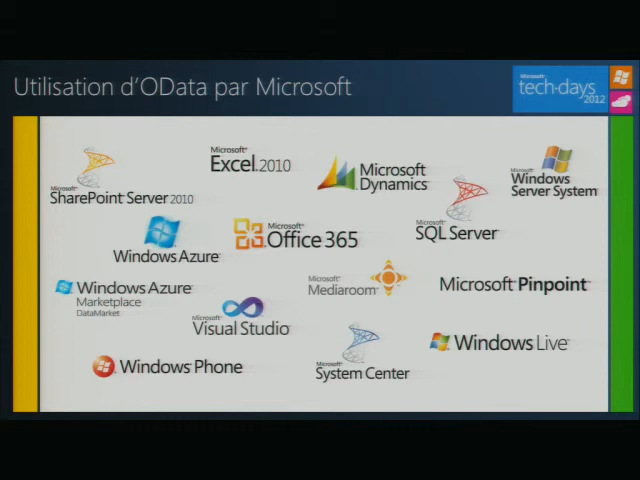 Utilisation d'OData par Microsoft
Microsoft
tech·days
2012
Microsoft
SharePoint Server 2010
Microsoft
Excel 2010
Microsoft
Dynamics
Microsoft
Windows
Server System
Windows Azure
Microsoft
Office 365
Microsoft
SQL Server
Windows Azure
Marketplace
DataMarket
Microsoft
Visual Studio
Microsoft
Mediaroom
Microsoft Pinpoint
Windows Phone
Microsoft
System Center
Windows Live